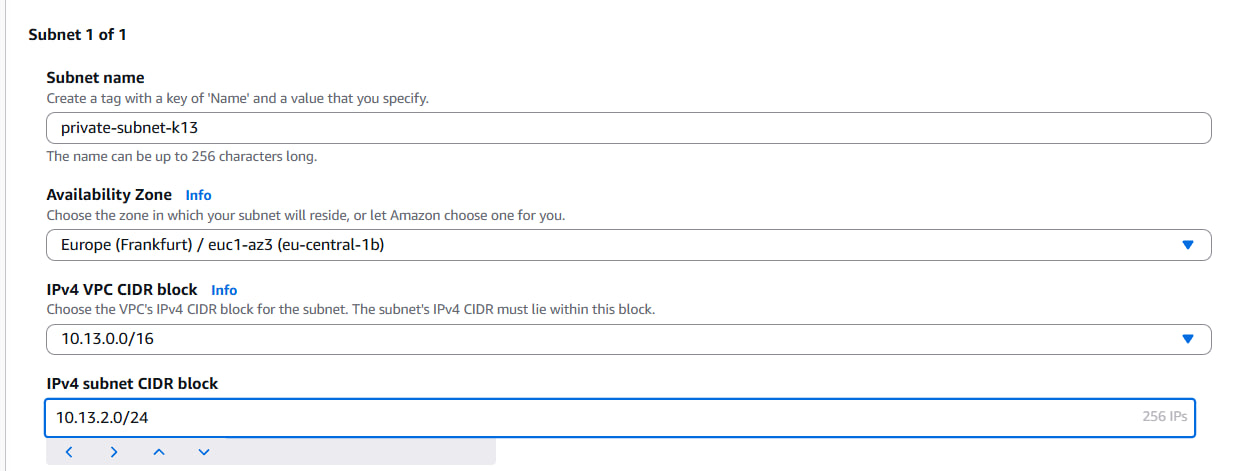 Subnet 1 of 1
Subnet name
Create a tag with a key of 'Name' and a value that you specify.
private-subnet-k13
The name can be up to 256 characters long.
Availability Zone Info
Choose the zone in which your subnet will reside, or let Amazon choose one for you.
Europe (Frankfurt) / euc1-az3 (eu-central-1b)
IPv4 VPC CIDR block Info
Choose the VPC's IPv4 CIDR block for the subnet. The subnet's IPv4 CIDR must lie within this block.
10.13.0.0/16
IPv4 subnet CIDR block
10.13.2.0/24 256 IPs